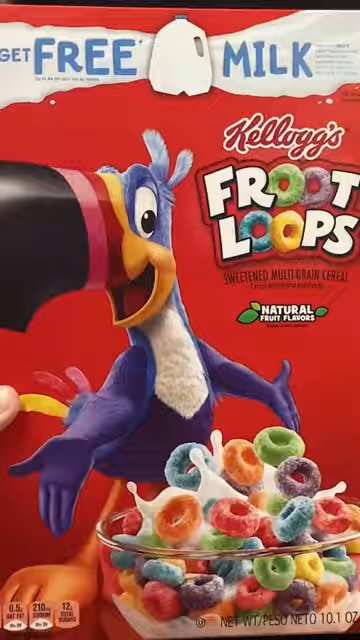 GET FREE* MILK
Kellogg's
FROOT
LOOPS
SWEETENED MULTI-GRAIN CEREAL
NATURAL
FRUIT FLAVORS
0.5g 210mg 12g
SAT FAT SODIUM TOTAL SUGARS
U NET WT/PESO NETO 10.1 OZ